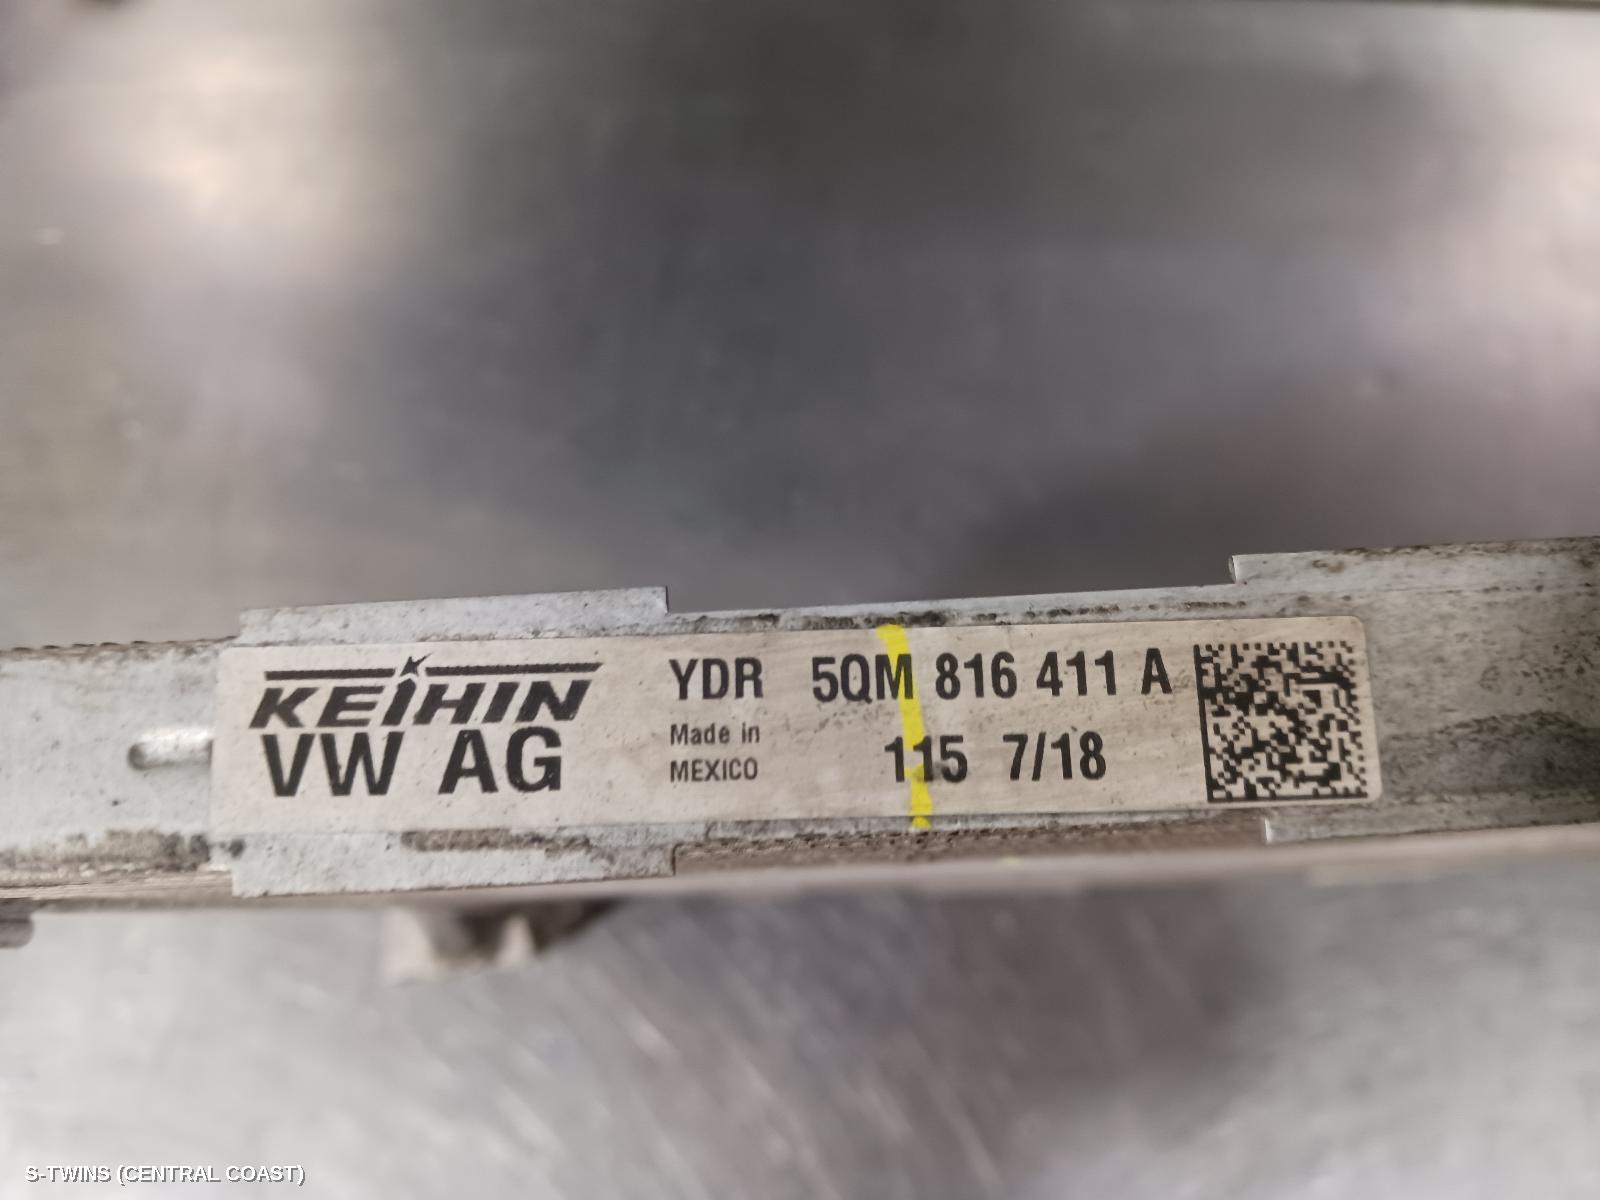 KEIHIN YDR 5QM 816 411 A
VW AG Made in MEXICO 115 7/18
S-TWINS (CENTRAL COAST)